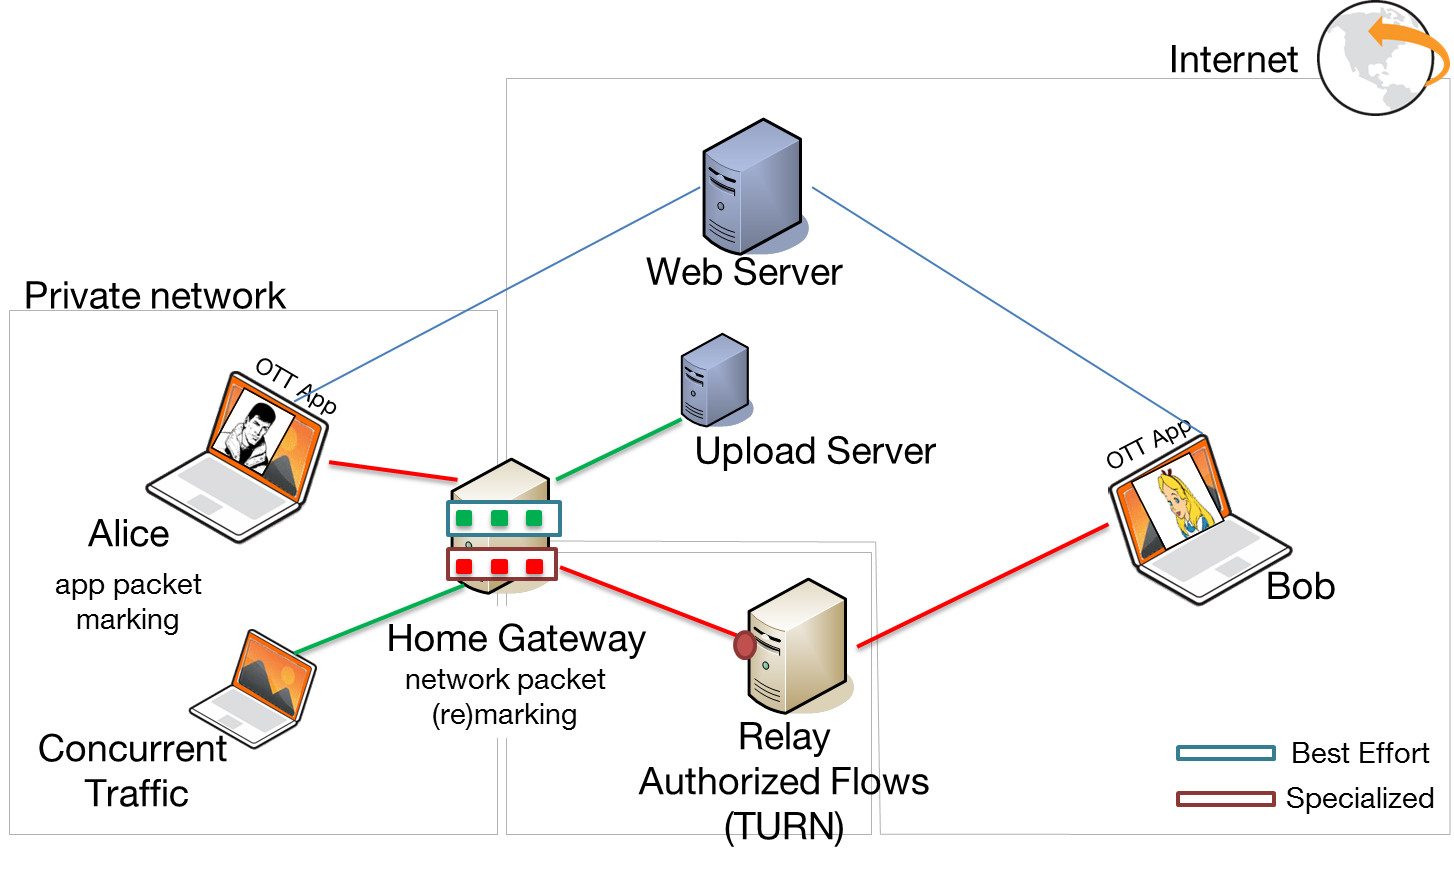 Internet
Web Server
Private network
OTT App
Upload Server
OTT App
Alice
app packet
marking
Bob
Home Gateway
network packet
(re)marking
Concurrent
Traffic
Relay
Authorized Flows
(TURN)
Best Effort
Specialized